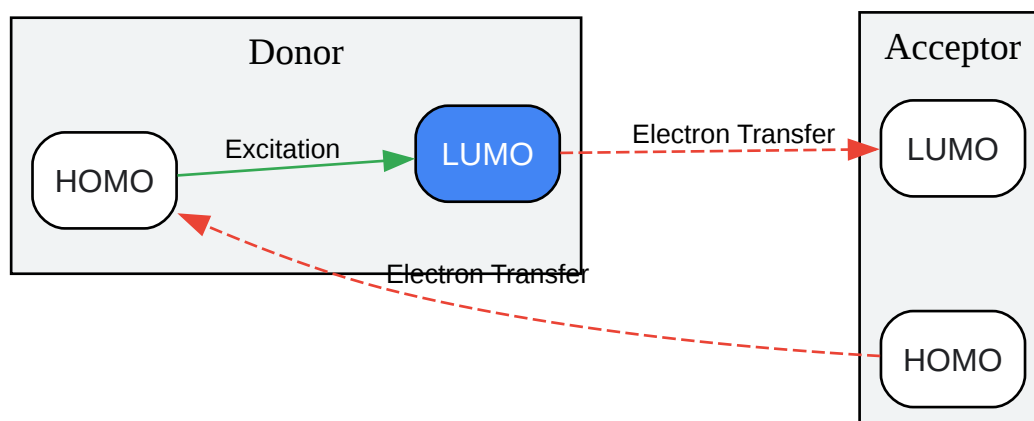 Donor
Acceptor
HOMO
Excitation
LUMO
Electron Transfer
LUMO
Electron Transfer
HOMO